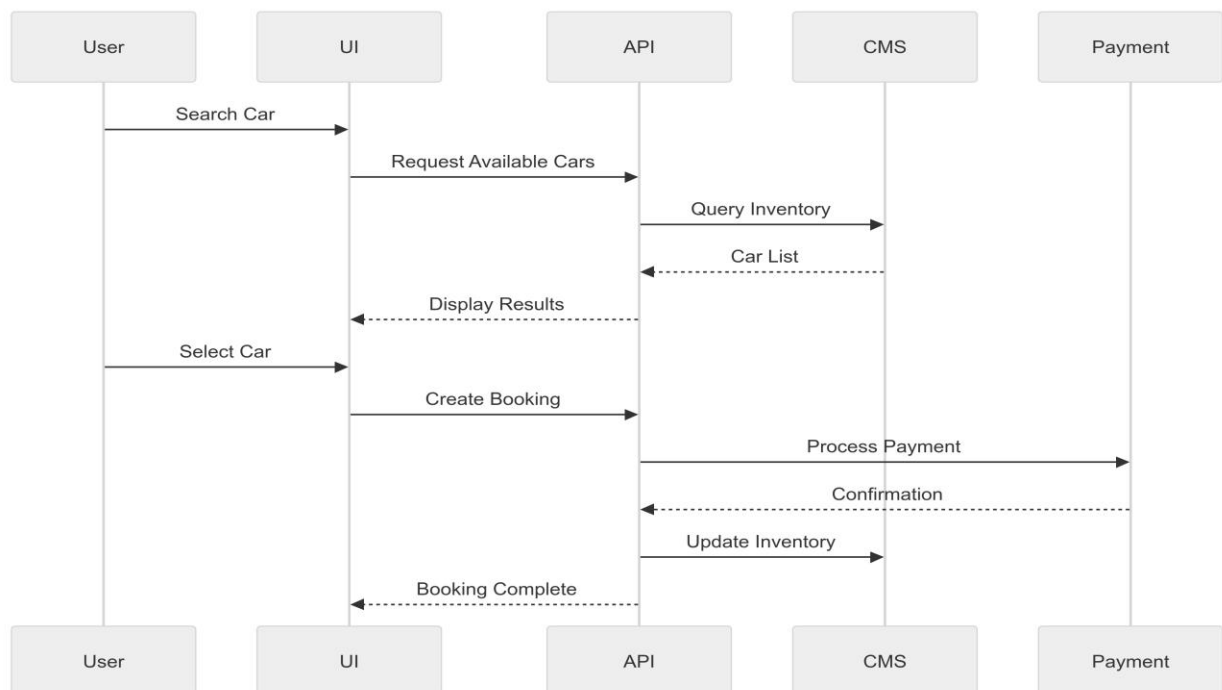 User UI API CMS Payment
Search Car
Request Available Cars
Query Inventory
Car List
Display Results
Select Car
Create Booking
Process Payment
Confirmation
Update Inventory
Booking Complete
User UI API CMS Payment